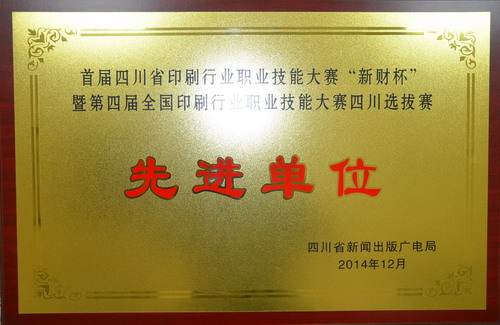 首届四川省印刷行业职业技能大赛“新财杯”
暨第四届全国印刷行业职业技能大赛四川选拔赛
先进单位
四川省新闻出版广电局
2014年12月